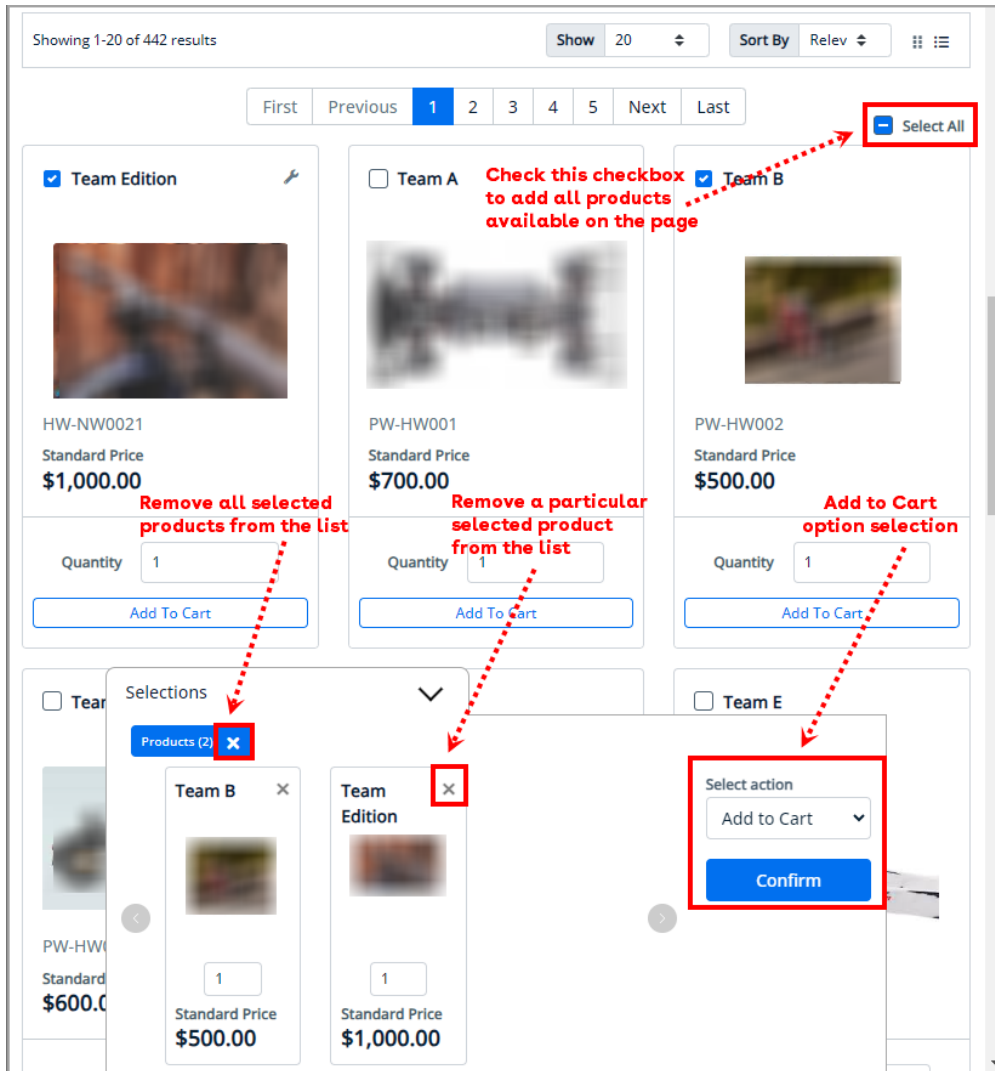 Showing 1-20 of 442 results
Show 20
Sort By Relev
First Previous 1 2 3 4 5 Next Last
Select All
Team Edition
Team A
Team B
Check this checkbox
to add all products
available on the page
HW-NW0021
Standard Price
$1,000.00
PW-HW001
Standard Price
$700.00
PW-HW002
Standard Price
$500.00
Remove all selected
products from the list
Remove a particular
selected product
from the list
Add to Cart
option selection
Quantity 1
Quantity 1
Quantity 1
Add To Cart
Add To Cart
Add To Cart
Team E
Selections
Products (2)
Team B
Team
Edition
Select action
Add to Cart
Confirm
Standard
1
1
Standard Price
$500.00
Standard Price
$1,000.00